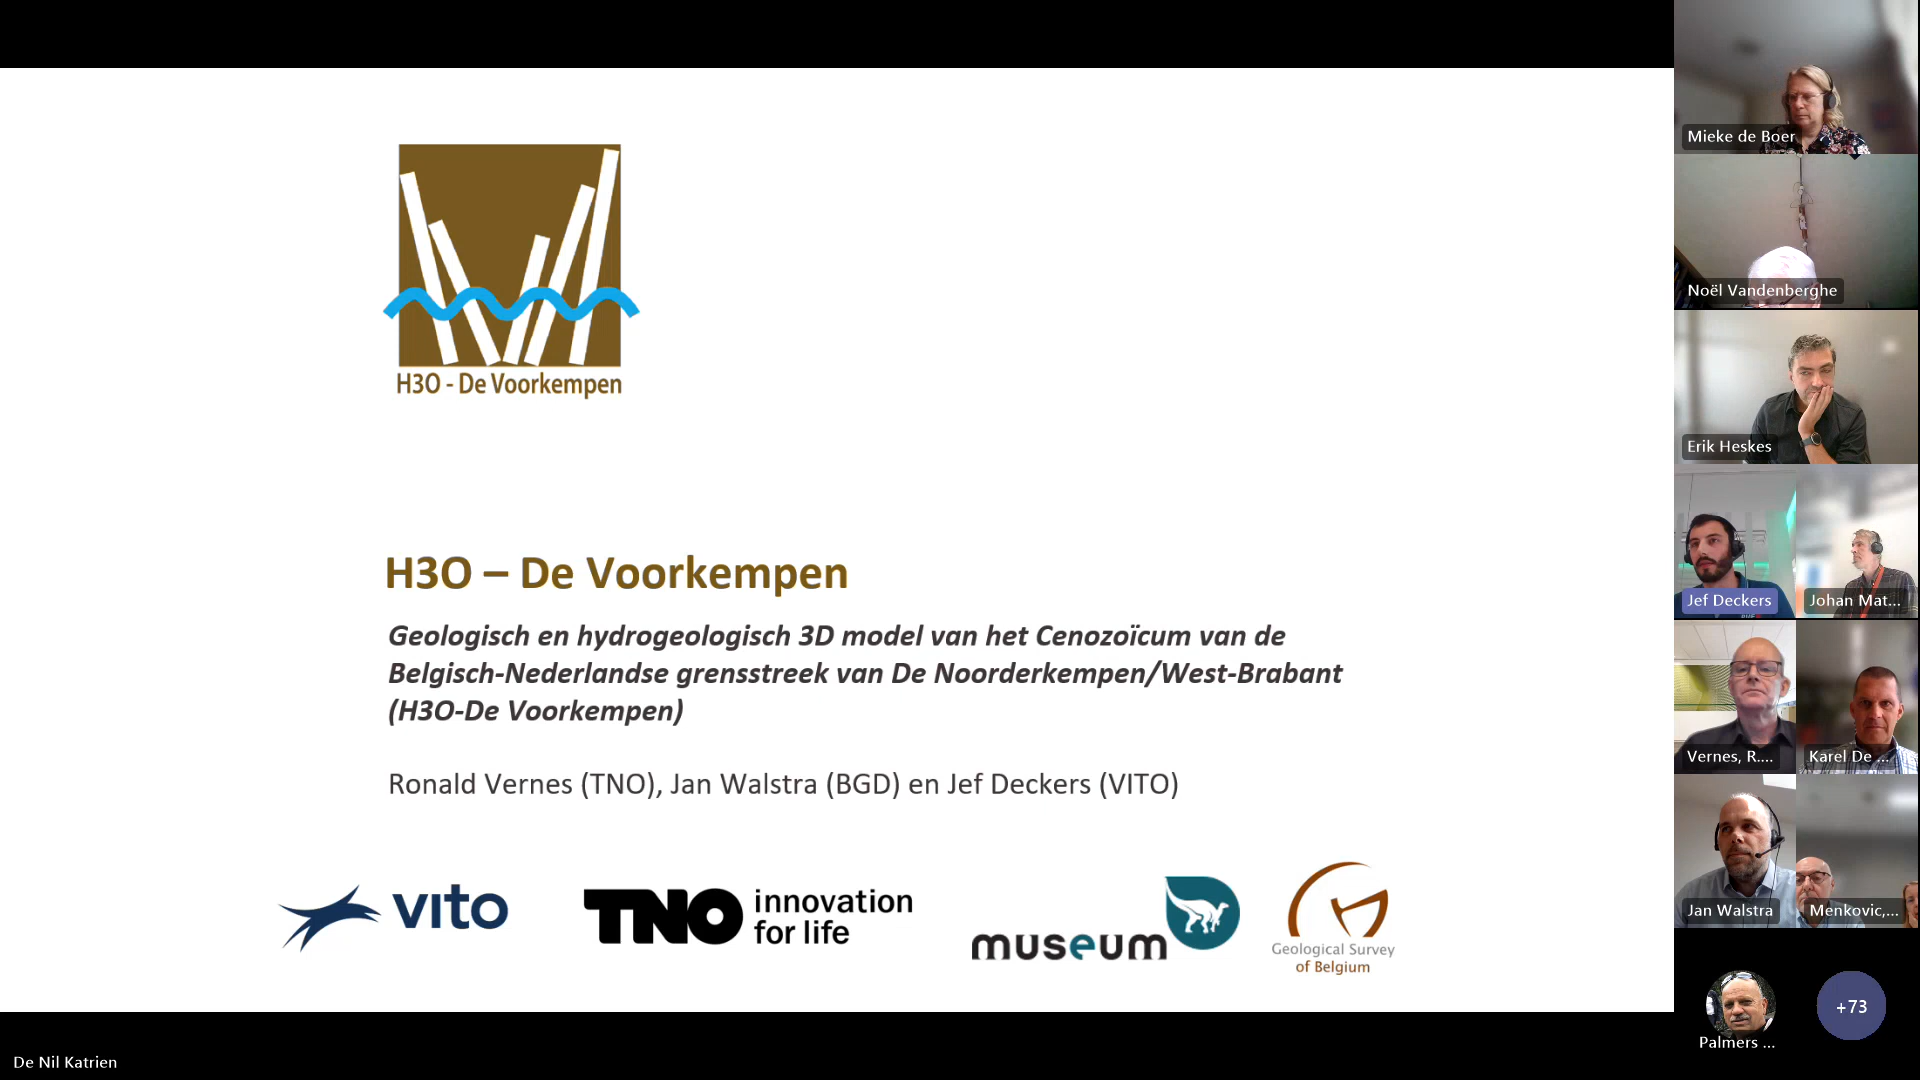 H3O - De Voorkempen
H3O – De Voorkempen
Geologisch en hydrogeologisch 3D model van het Cenozoïcum van de
Belgisch-Nederlandse grensstreek van De Noorderkempen/West-Brabant
(H3O-De Voorkempen)
Ronald Vernes (TNO), Jan Walstra (BGD) en Jef Deckers (VITO)
vito
TNO innovation
for life
museum
Geological Survey
of Belgium
Mieke de Boer
Noël Vandenberghe
Erik Heskes
Jef Deckers
Johan Mat...
Vernes, R....
Karel De ...
Jan Walstra
Menkovic,...
Palmers ...
+73
De Nil Katrien